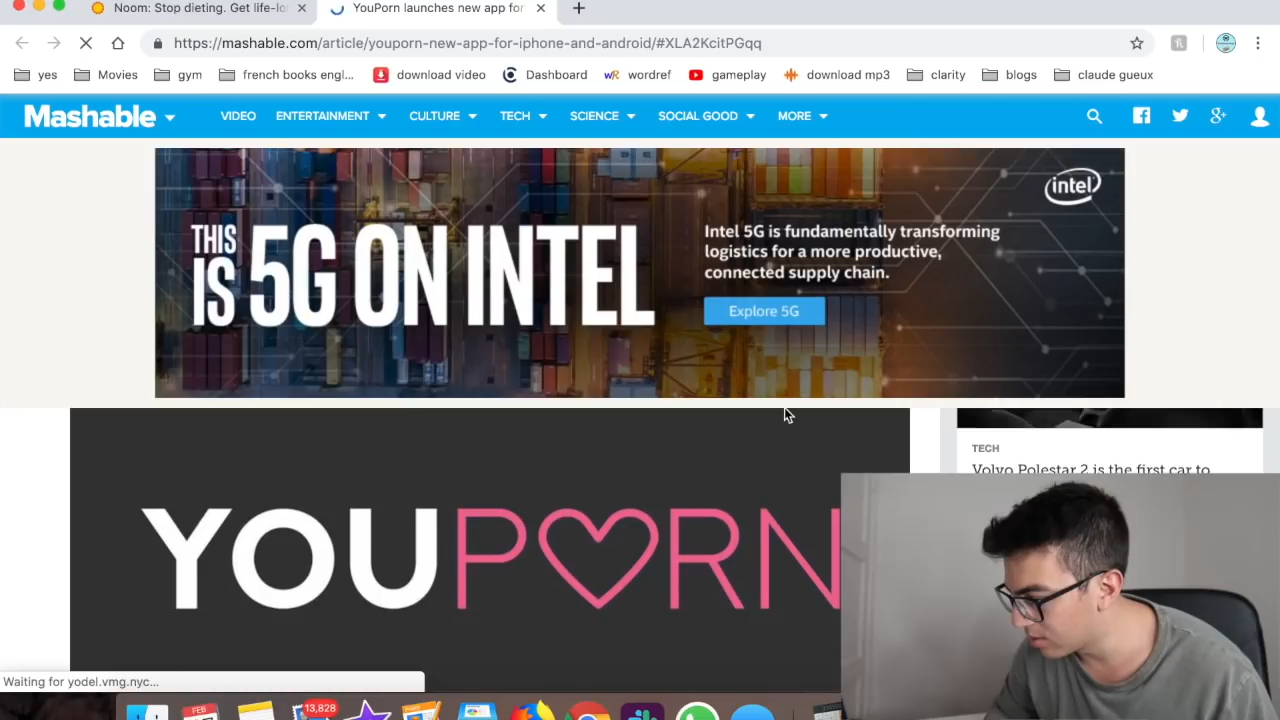 Noom: Stop dieting. Get life-lo
YouPorn launches new app for
https://mashable.com/article/youporn-new-app-for-iphone-and-android/#XLA2KcitPGqq
yes
Movies
gym
french books engl...
download video
Dashboard
wR wordref
gameplay
download mp3
clarity
blogs
claude gueux
Mashable
VIDEO ENTERTAINMENT CULTURE TECH SCIENCE SOCIAL GOOD MORE
THIS IS 5G ON INTEL
Intel 5G is fundamentally transforming
logistics for a more productive,
connected supply chain.
Explore 5G
intel
TECH
Volvo Polestar 2 is the first car to
YOUPORN
Waiting for yodel.vmg.nyc...
FEB
13,828